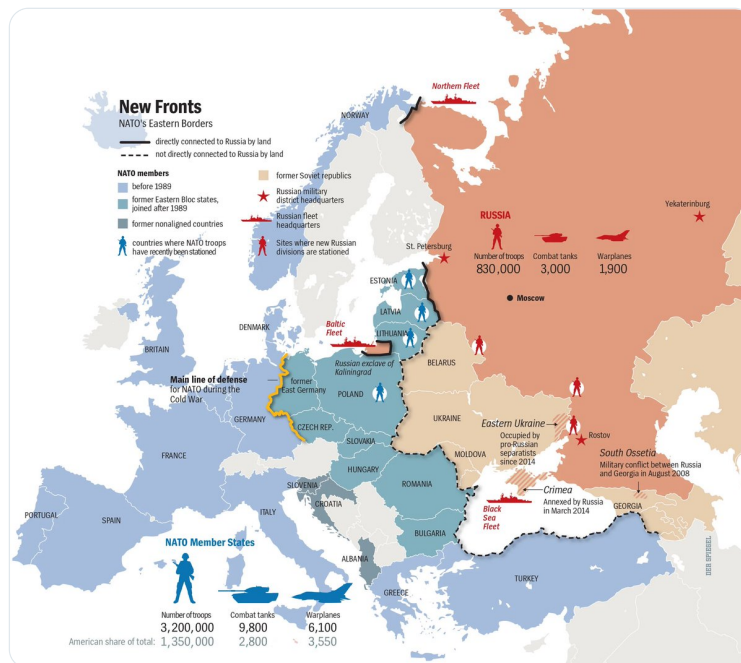 New Fronts
NATO's Eastern Borders
directly connected to Russia by land
not directly connected to Russia by land
NATO members
before 1989
former Eastern Bloc states,
joined after 1989
former nonaligned countries
countries where NATO troops
have recently been stationed
former Soviet republics
Russian military
district headquarters
Russian fleet
headquarters
Sites where new Russian
divisions are stationed
Northern Fleet
NORWAY
RUSSIA
Number of troops
830,000
Combat tanks
3,000
Warplanes
1,900
Yekaterinburg
St. Petersburg
Moscow
ESTONIA
LATVIA
LITHUANIA
Baltic
Fleet
Russian exclave of
Kaliningrad
DENMARK
BRITAIN
Main line of defense
for NATO during the
Cold War
former
East Germany
GERMANY
POLAND
BELARUS
CZECH REP.
UKRAINE
Eastern Ukraine
Occupied by
pro-Russian
separatists
since 2014
Rostov
South Ossetia
Military conflict between Russia
and Georgia in August 2008
FRANCE
SLOVAKIA
MOLDOVA
HUNGARY
ROMANIA
Crimea
Annexed by Russia
in March 2014
Black
Sea
Fleet
GEORGIA
SLOVENIA
CROATIA
PORTUGAL
SPAIN
ITALY
BULGARIA
ALBANIA
GREECE
TURKEY
NATO Member States
Number of troops
3,200,000
Combat tanks
9,800
Warplanes
6,100
American share of total:
1,350,000
2,800
3,550
DER SPIEGEL